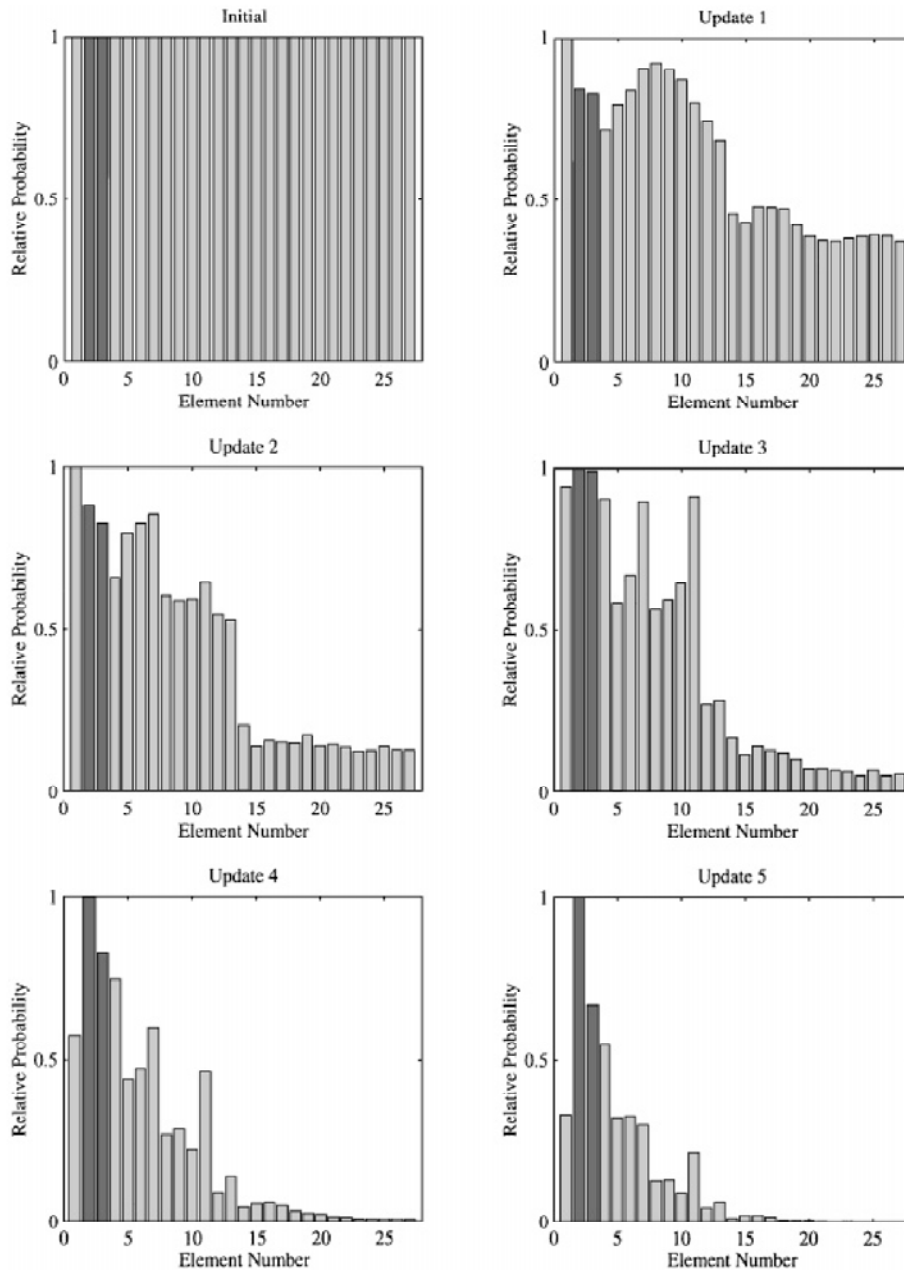 Initial
1
0.5
0
Relative Probability
0 5 10 15 20 25
Element Number
Update 1
1
0.5
0
Relative Probability
0 5 10 15 20 25
Element Number
Update 2
1
0.5
0
Relative Probability
0 5 10 15 20 25
Element Number
Update 3
1
0.5
0
Relative Probability
0 5 10 15 20 25
Element Number
Update 4
1
0.5
0
Relative Probability
0 5 10 15 20 25
Element Number
Update 5
1
0.5
0
Relative Probability
0 5 10 15 20 25
Element Number